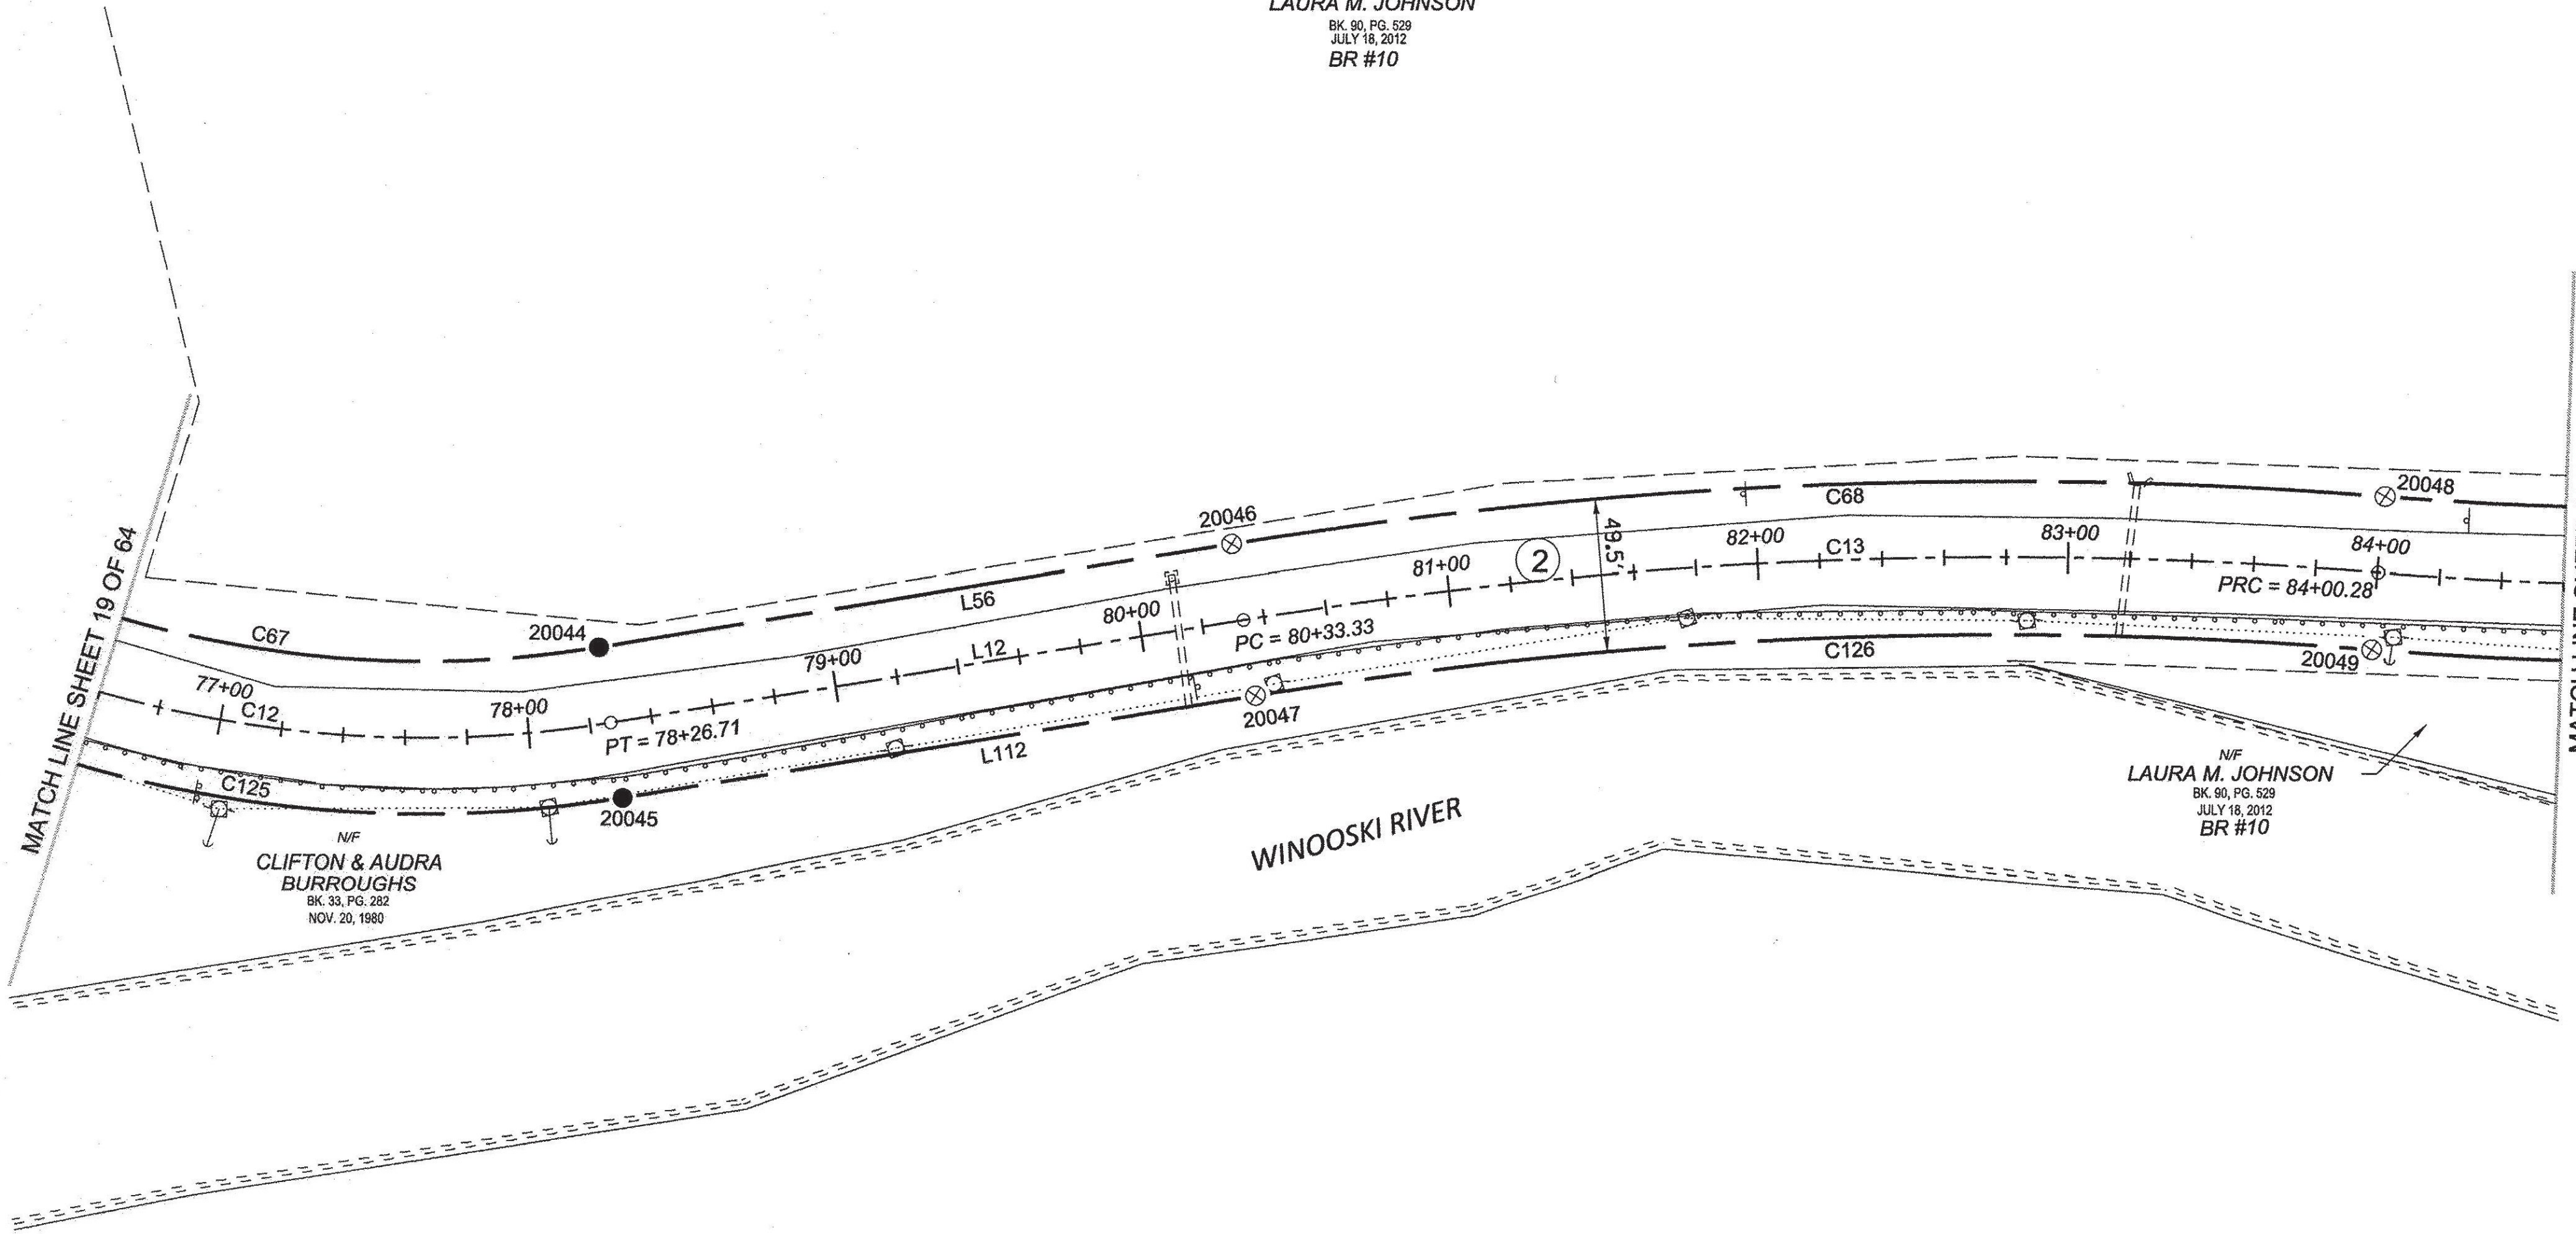 LAURA M. JOHNSON
BK. 90, PG. 529
JULY 18, 2012
BR #10
MATCH LINE SHEET 19 OF 64
C67
20044
L56
20046
C68
20048
77+00
C12
78+00
PT = 78+26.71
79+00
L12
80+00
PC = 80+33.33
81+00
2
49.5'
82+00
C13
83+00
84+00
PRC = 84+00.28
C125
20045
L112
20047
C126
20049
N/F
CLIFTON & AUDRA
BURROUGHS
BK. 33, PG. 282
NOV. 20, 1980
WINOOSKI RIVER
N/F
LAURA M. JOHNSON
BK. 90, PG. 529
JULY 18, 2012
BR #10